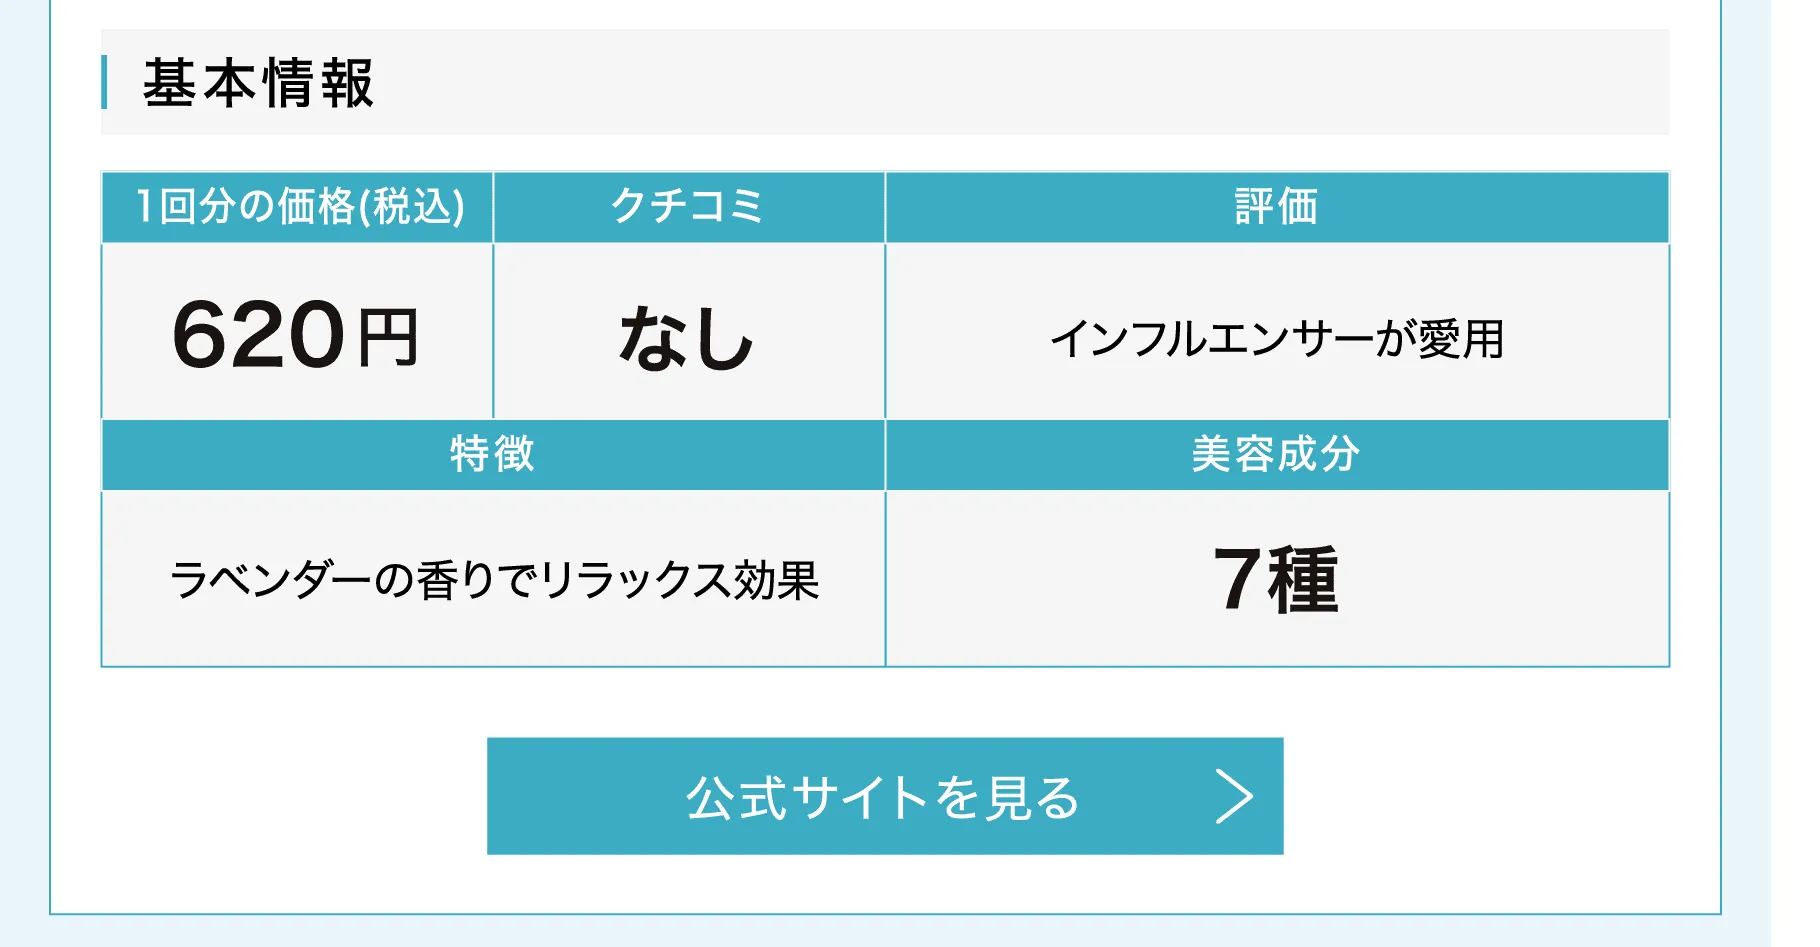 基本情報
1回分の価格(税込) クチコミ 評価
620円 なし インフルエンサーが愛用
特徴 美容成分
ラベンダーの香りでリラックス効果 7種
公式サイトを見る